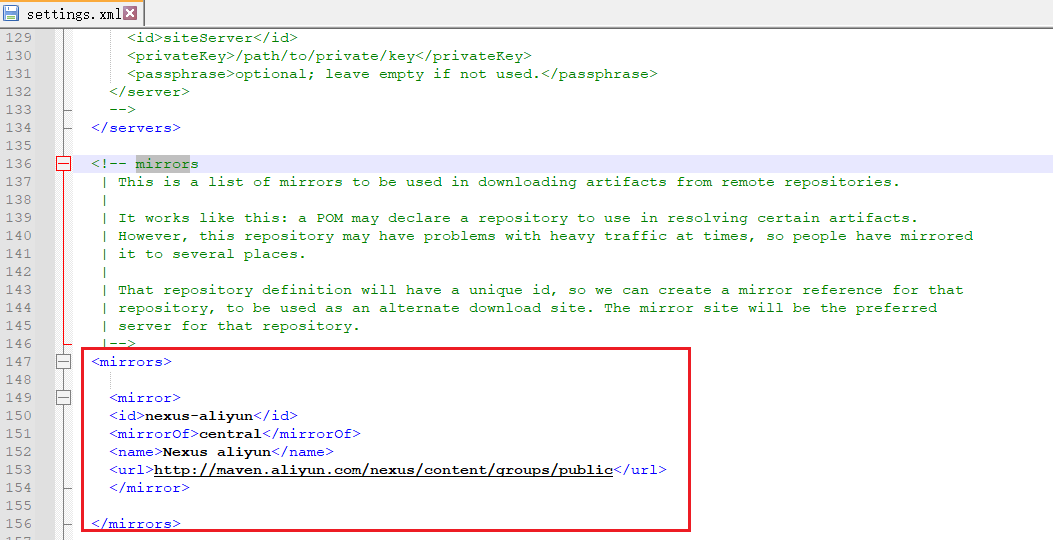 settings.xml
129 <id>siteServer</id>
130 <privateKey>/path/to/private/key</privateKey>
131 <passphrase>optional; leave empty if not used.</passphrase>
132 </server>
133 -->
134 </servers>
135
136 <!-- mirrors
137 | This is a list of mirrors to be used in downloading artifacts from remote repositories.
138 |
139 | It works like this: a POM may declare a repository to use in resolving certain artifacts.
140 | However, this repository may have problems with heavy traffic at times, so people have mirrored
141 | it to several places.
142 |
143 | That repository definition will have a unique id, so we can create a mirror reference for that
144 | repository, to be used as an alternate download site. The mirror site will be the preferred
145 | server for that repository.
146 |-->
147 <mirrors>
148
149 <mirror>
150 <id>nexus-aliyun</id>
151 <mirrorOf>central</mirrorOf>
152 <name>Nexus aliyun</name>
153 <url>http://maven.aliyun.com/nexus/content/groups/public</url>
154 </mirror>
155
156 </mirrors>